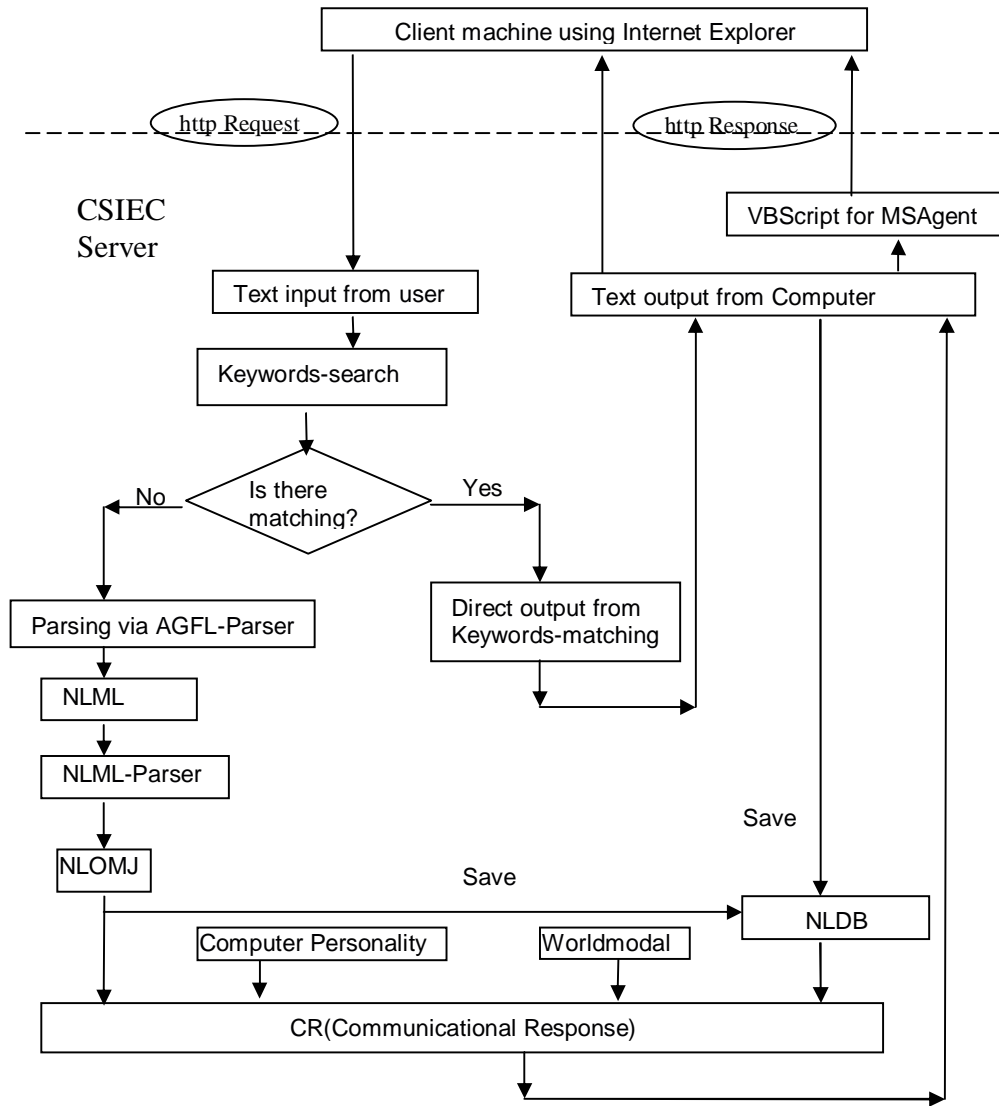 Client machine using Internet Explorer
http Request
http Response
CSIEC
Server
VBScript for MSAgent
Text input from user
Text output from Computer
Keywords-search
Is there
matching?
No
Yes
Direct output from
Keywords-matching
Parsing via AGFL-Parser
NLML
NLML-Parser
Save
NLOMJ
Save
NLDB
Computer Personality
Worldmodal
CR(Communicational Response)